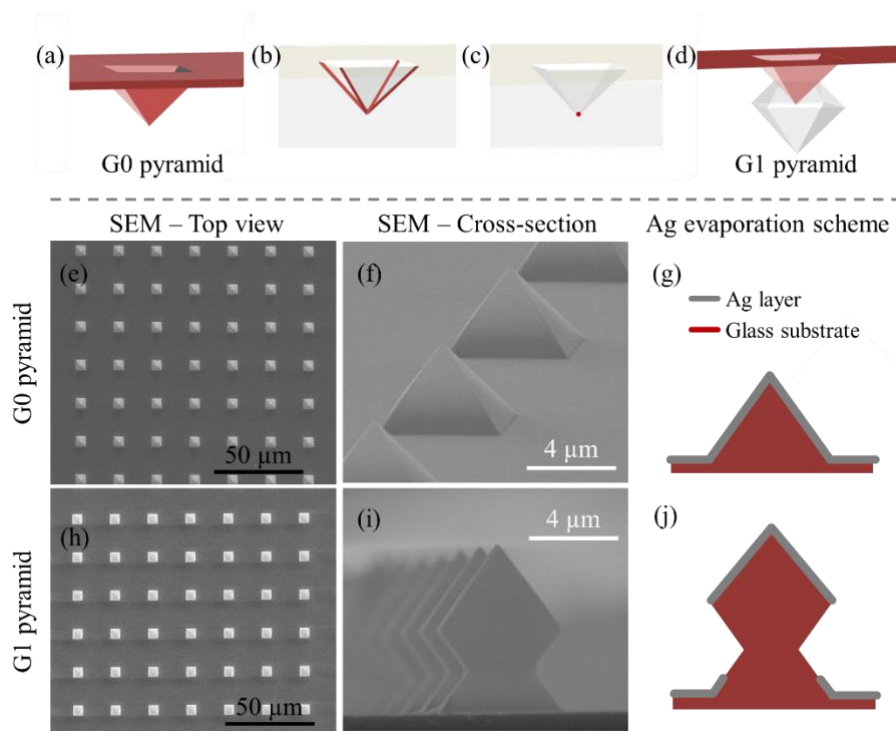 (a)
(b)
(c)
(d)
G0 pyramid
G1 pyramid
SEM – Top view
SEM – Cross-section
Ag evaporation scheme
G0 pyramid
(e)
50 µm
(f)
4 µm
(g)
Ag layer
Glass substrate
G1 pyramid
(h)
50 µm
(i)
4 µm
(j)